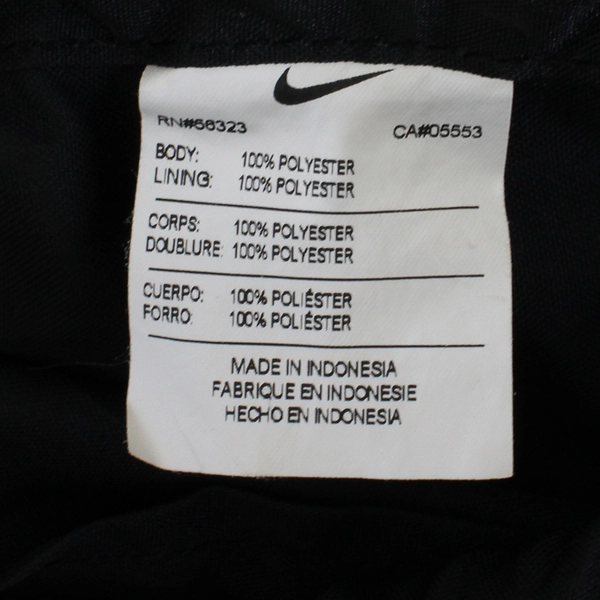 RN#56323 CA#05553
BODY: 100% POLYESTER
LINING: 100% POLYESTER
CORPS: 100% POLYESTER
DOUBLURE: 100% POLYESTER
CUERPO: 100% POLIÉSTER
FORRO: 100% POLIÉSTER
MADE IN INDONESIA
FABRIQUE EN INDONESIE
HECHO EN INDONESIA